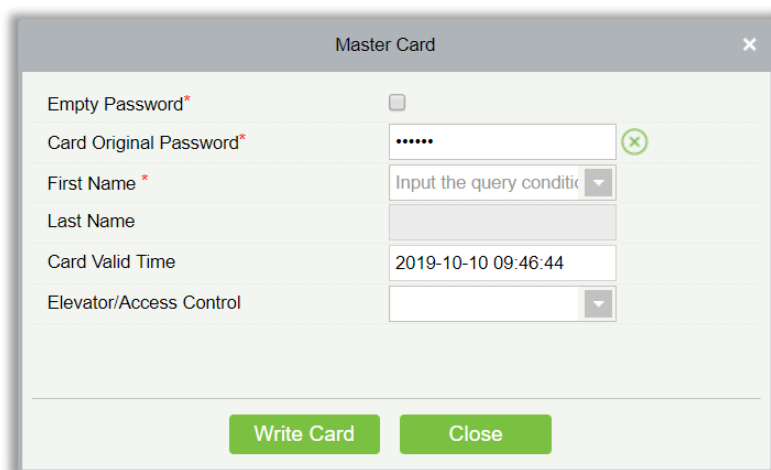 Master Card ×
Empty Password*
Card Original Password* ••••••
First Name * Input the query conditi
Last Name
Card Valid Time 2019-10-10 09:46:44
Elevator/Access Control
Write Card Close